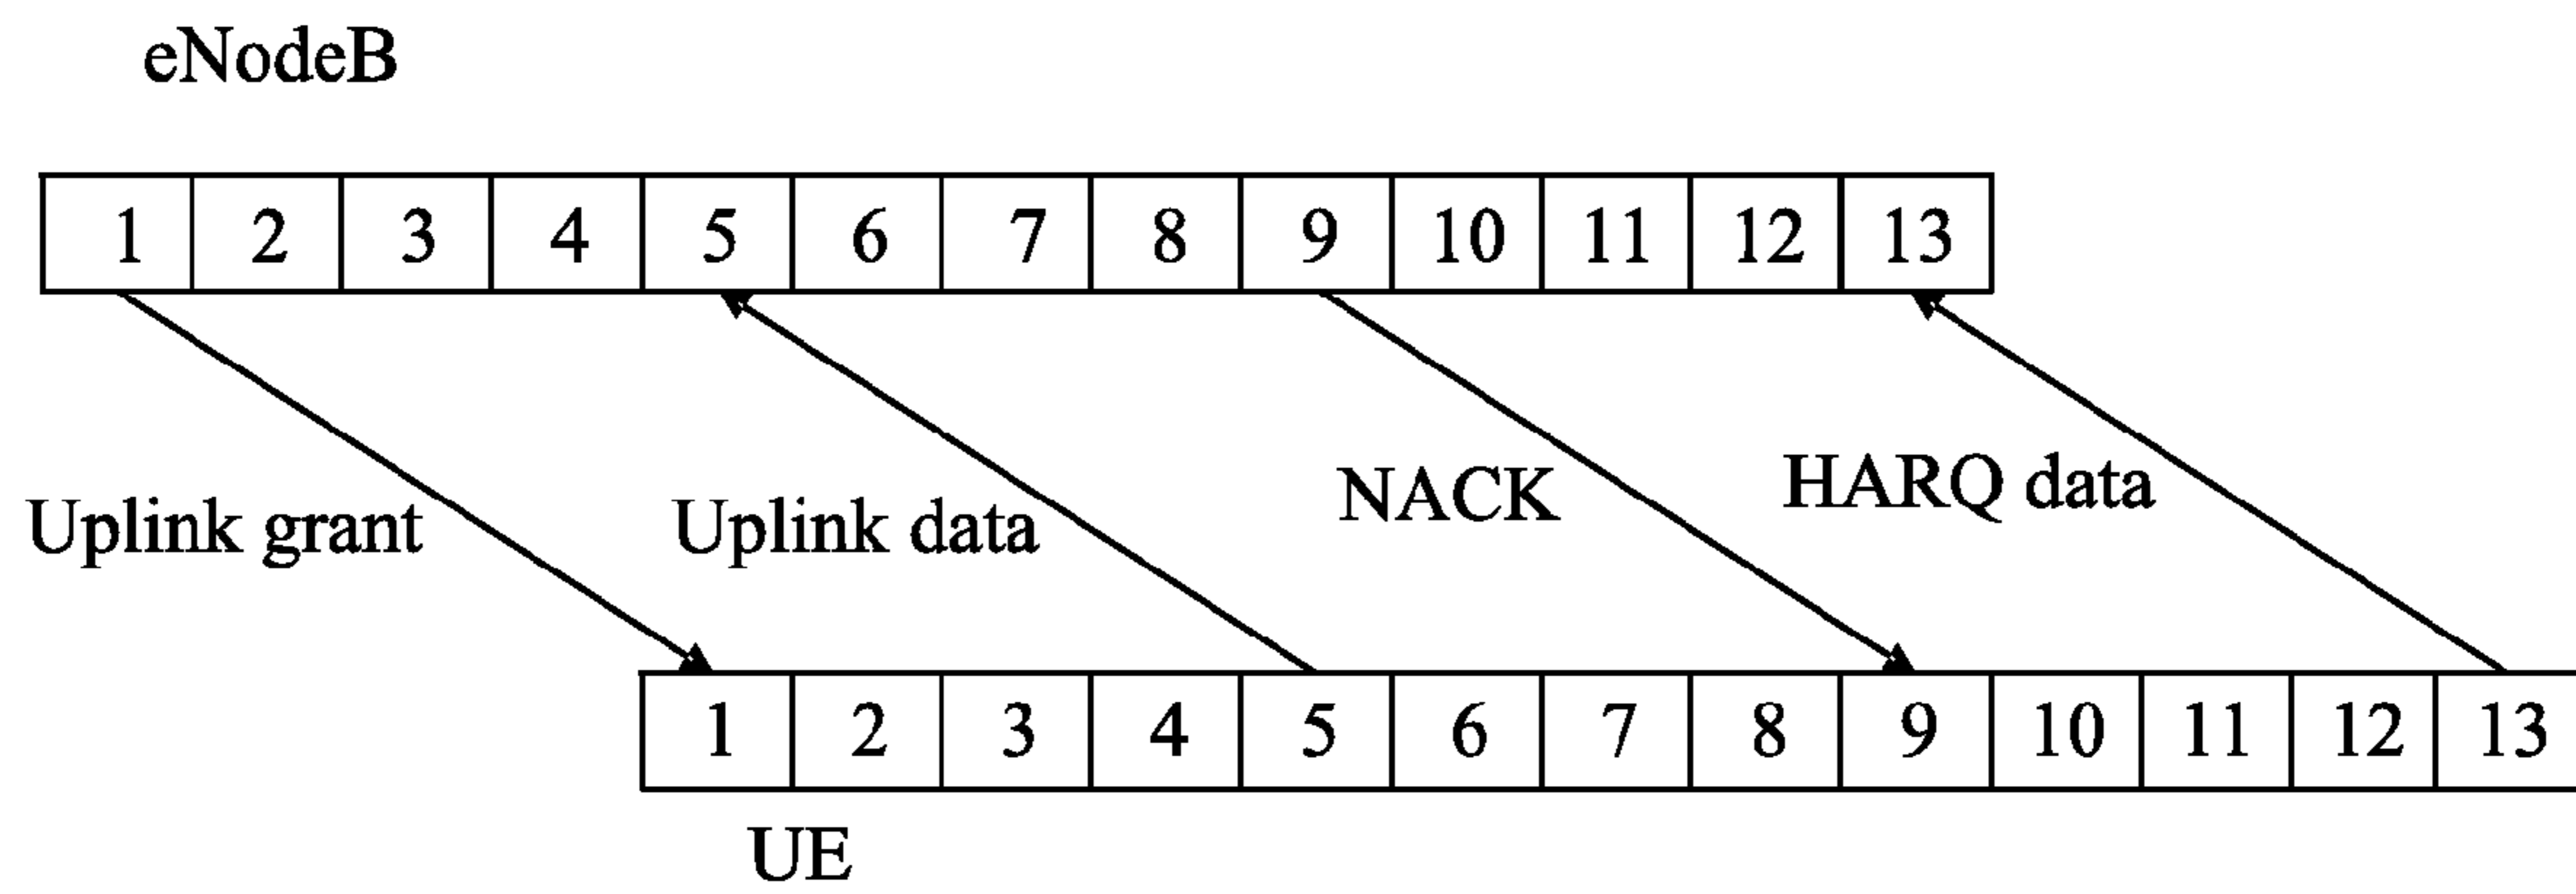 eNodeB
1 2 3 4 5 6 7 8 9 10 11 12 13
Uplink grant Uplink data NACK HARQ data
1 2 3 4 5 6 7 8 9 10 11 12 13
UE